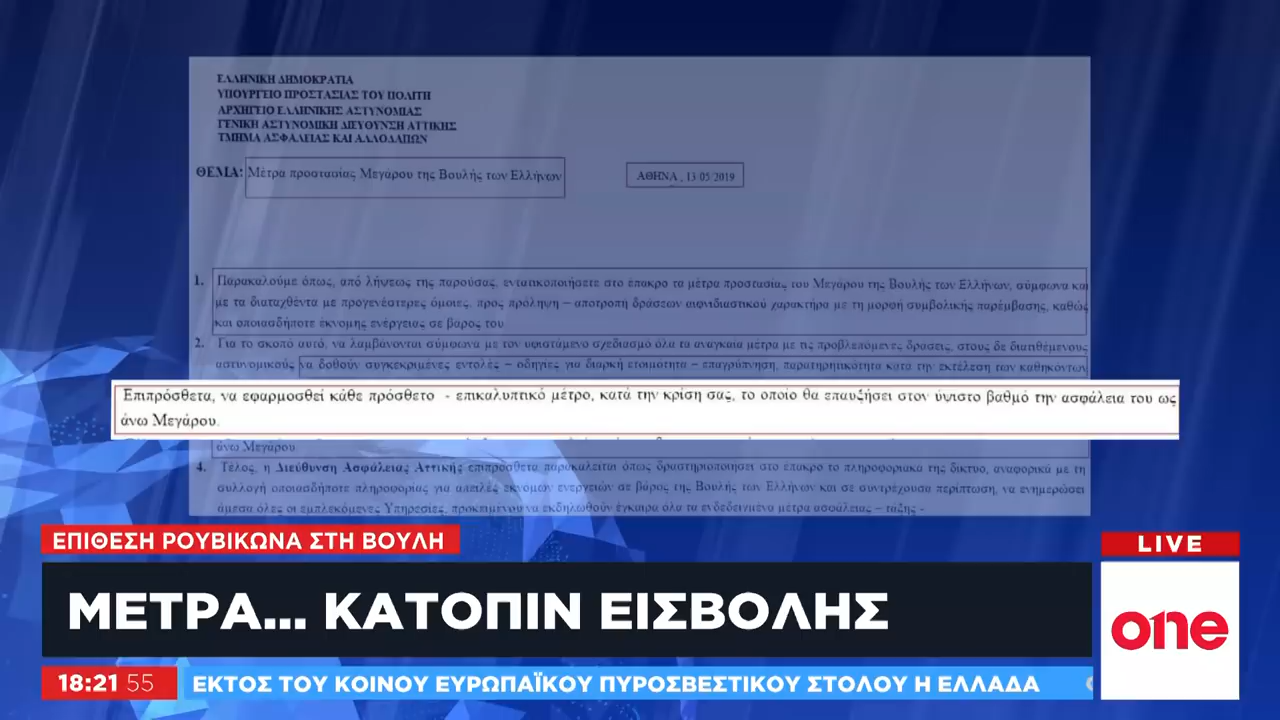 ΕΛΛΗΝΙΚΗ ΔΗΜΟΚΡΑΤΙΑ
ΥΠΟΥΡΓΕΙΟ ΠΡΟΣΤΑΣΙΑΣ ΤΟΥ ΠΟΛΙΤΗ
ΑΡΧΗΓΕΙΟ ΕΛΛΗΝΙΚΗΣ ΑΣΤΥΝΟΜΙΑΣ
ΓΕΝΙΚΗ ΑΣΤΥΝΟΜΙΚΗ ΔΙΕΥΘΥΝΣΗ ΑΤΤΙΚΗΣ
ΤΜΗΜΑ ΑΣΦΑΛΕΙΑΣ ΚΑΙ ΑΛΛΟΔΑΠΩΝ
ΘΕΜΑ: Μέτρα προστασίας Μεγάρου της Βουλής των Ελλήνων
ΑΘΗΝΑ , 13/05/2019
1. Παρακαλούμε όπως, από λήψεως της παρούσας, εντατικοποιήσετε στο έπακρο τα μέτρα προστασίας του Μεγάρου της Βουλής των Ελλήνων, σύμφωνα και
με τα διαταχθέντα με προγενέστερες όμοιες, προς πρόληψη – αποτροπή δράσεων αιφνιδιαστικού χαρακτήρα με τη μορφή συμβολικής παρέμβασης, καθώς
και οποιασδήποτε έκνομης ενέργειας σε βάρος του
2. Για το σκοπό αυτό, να λαμβάνονται σύμφωνα με τον υφιστάμενο σχεδιασμό όλα τα αναγκαία μέτρα με τις προβλεπόμενες δράσεις, στους δε διατιθέμενους
αστυνομικούς να δοθούν συγκεκριμένες εντολές – οδηγίες για διαρκή ετοιμότητα – επαγρύπνηση, παρατηρητικότητα κατά την εκτέλεση των καθηκόντων
Επιπρόσθετα, να εφαρμοσθεί κάθε πρόσθετο - επικαλυπτικό μέτρο, κατά την κρίση σας, το οποίο θα επαυξήσει στον ύψιστο βαθμό την ασφάλεια του ως
άνω Μεγάρου.
άνω Μεγάρου.
4. Τέλος, η Διεύθυνση Ασφάλειας Αττικής επιπρόσθετα παρακαλείται όπως δραστηριοποιήσει στο έπακρο το πληροφοριακό της δίκτυο, αναφορικά με τη
συλλογή οποιασδήποτε πληροφορίας για απειλές έκνομων ενεργειών σε βάρος της Βουλής των Ελλήνων και σε συντρέχουσα περίπτωση, να ενημερώσει
άμεσα όλες οι εμπλεκόμενες Υπηρεσίες, προκειμένου να εκδηλωθούν έγκαιρα όλα τα ενδεδειγμένα μέτρα ασφάλειας – τάξης -
ΕΠΙΘΕΣΗ ΡΟΥΒΙΚΩΝΑ ΣΤΗ ΒΟΥΛΗ
LIVE
ΜΕΤΡΑ... ΚΑΤΟΠΙΝ ΕΙΣΒΟΛΗΣ
one
18:21 55
ΕΚΤΟΣ ΤΟΥ ΚΟΙΝΟΥ ΕΥΡΩΠΑΪΚΟΥ ΠΥΡΟΣΒΕΣΤΙΚΟΥ ΣΤΟΛΟΥ Η ΕΛΛΑΔΑ